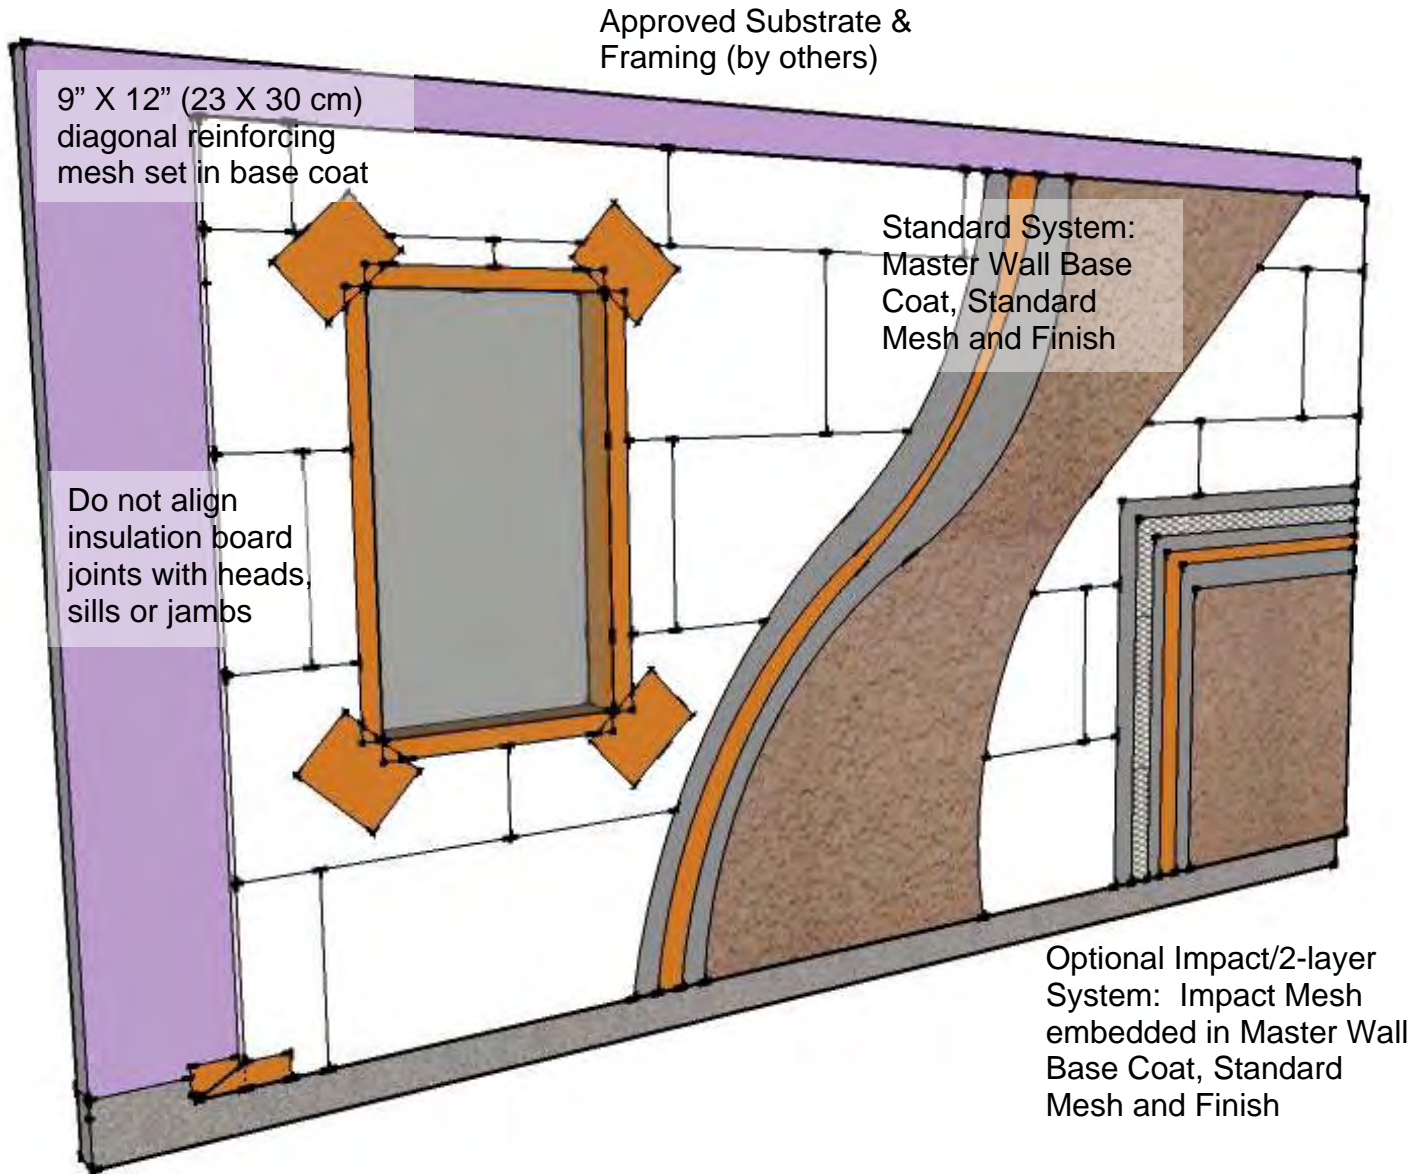 Approved Substrate &
Framing (by others)
9” X 12” (23 X 30 cm)
diagonal reinforcing
mesh set in base coat
Standard System:
Master Wall Base
Coat, Standard
Mesh and Finish
Do not align
insulation board
joints with heads,
sills or jambs
Optional Impact/2-layer
System:  Impact Mesh
embedded in Master Wall
Base Coat, Standard
Mesh and Finish